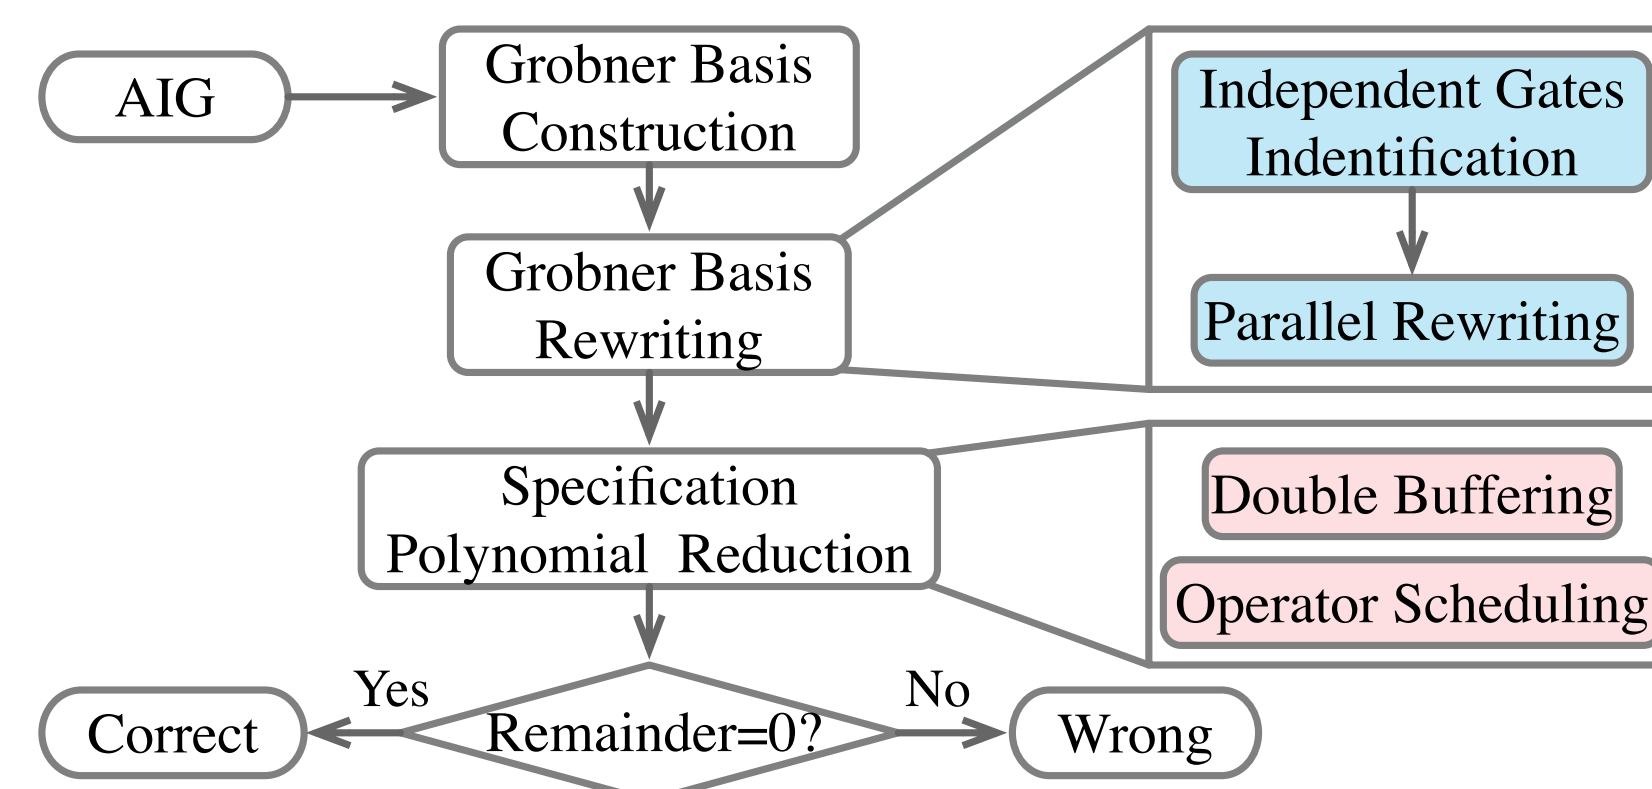 AIG
Grobner Basis
Construction
Grobner Basis
Rewriting
Specification
Polynomial Reduction
Independent Gates
Indentification
Parallel Rewriting
Double Buffering
Operator Scheduling
Yes
No
Correct
Remainder=0?
Wrong